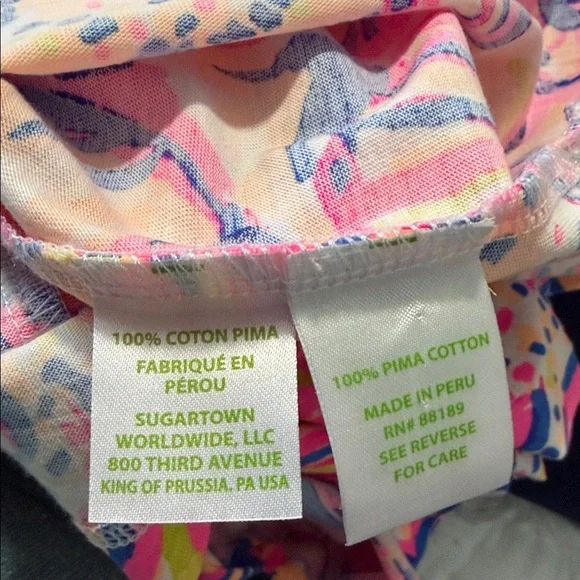 100% COTON PIMA
FABRIQUÉ EN
PÉROU
SUGARTOWN
WORLDWIDE, LLC
800 THIRD AVENUE
KING OF PRUSSIA, PA USA
100% PIMA COTTON
MADE IN PERU
RN# 88189
SEE REVERSE
FOR CARE